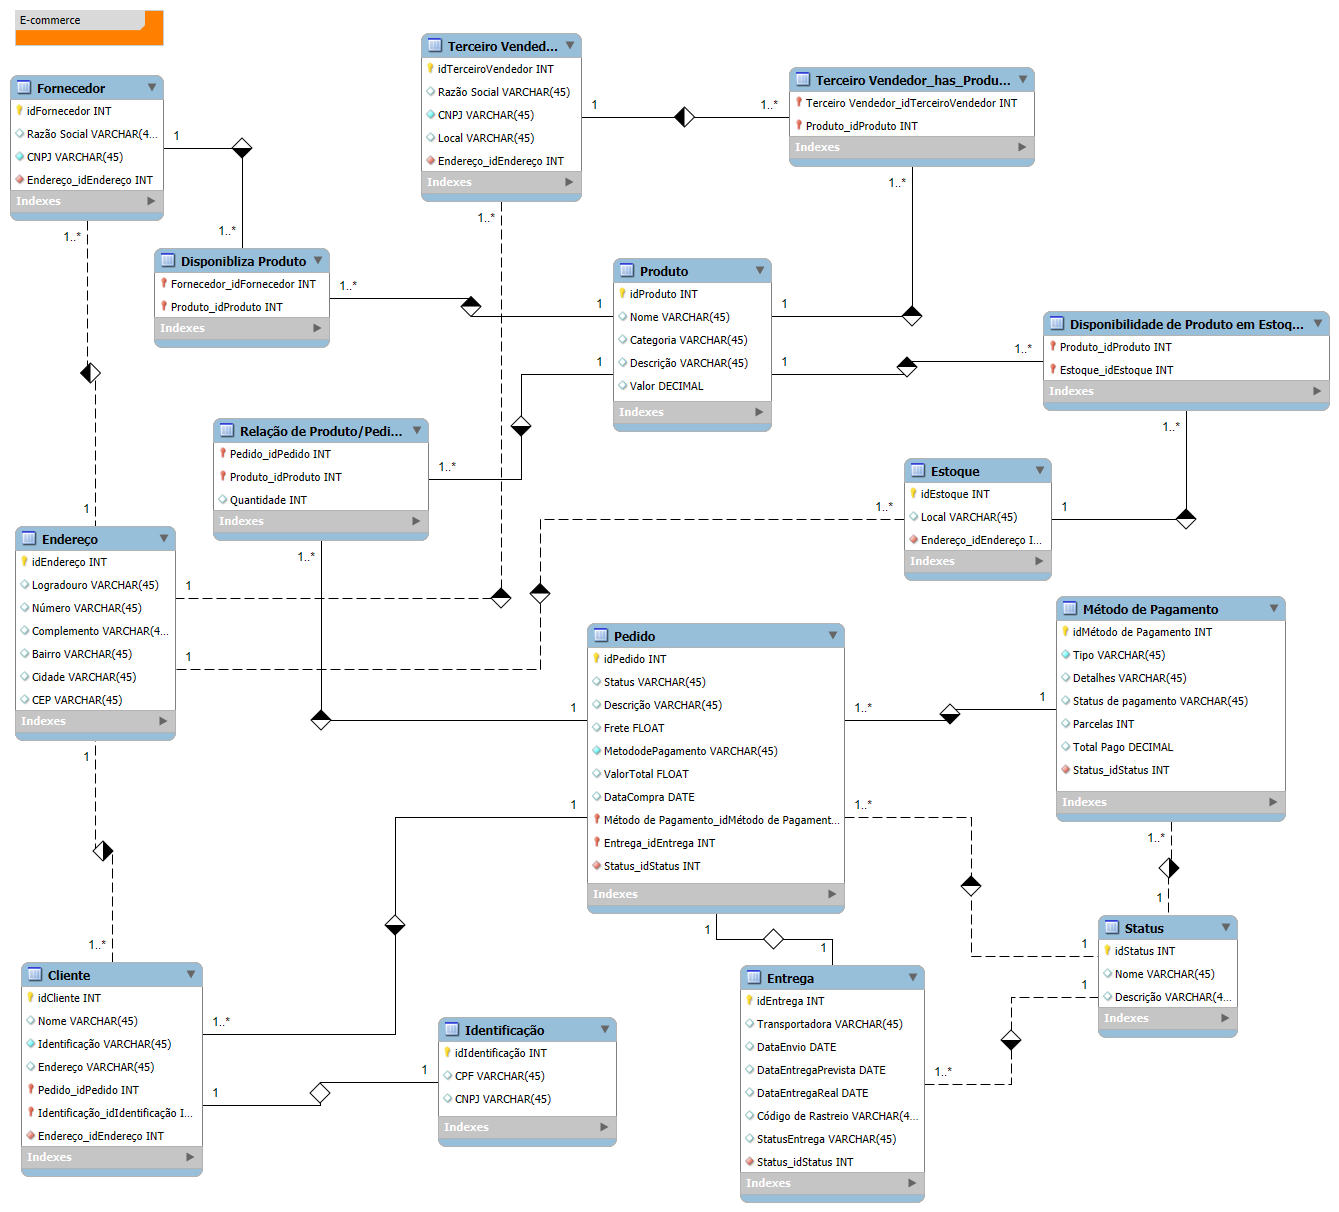 E-commerce
Fornecedor
idFornecedor INT
Razão Social VARCHAR(4...
CNPJ VARCHAR(45)
Endereço_idEndereço INT
Indexes
Terceiro Vended...
idTerceiroVendedor INT
Razão Social VARCHAR(45)
CNPJ VARCHAR(45)
Local VARCHAR(45)
Endereço_idEndereço INT
Indexes
1
1..*
Terceiro Vendedor_has_Produ...
Terceiro Vendedor_idTerceiroVendedor INT
Produto_idProduto INT
Indexes
1
1..*
1..*
1..*
1..*
Disponibliza Produto
Fornecedor_idFornecedor INT
Produto_idProduto INT
Indexes
1..*
1
Produto
idProduto INT
Nome VARCHAR(45)
Categoria VARCHAR(45)
Descrição VARCHAR(45)
Valor DECIMAL
Indexes
1
1
1
1..*
Disponibilidade de Produto em Estoq...
Produto_idProduto INT
Estoque_idEstoque INT
Indexes
1..*
Relação de Produto/Pedi...
Pedido_idPedido INT
Produto_idProduto INT
Quantidade INT
Indexes
1..*
1..*
Estoque
idEstoque INT
Local VARCHAR(45)
Endereço_idEndereço I...
Indexes
1..*
1
1
Endereço
idEndereço INT
Logradouro VARCHAR(45)
Número VARCHAR(45)
Complemento VARCHAR(4...
Bairro VARCHAR(45)
Cidade VARCHAR(45)
CEP VARCHAR(45)
Indexes
1
1
1
Pedido
idPedido INT
Status VARCHAR(45)
Descrição VARCHAR(45)
Frete FLOAT
MetododePagamento VARCHAR(45)
ValorTotal FLOAT
DataCompra DATE
Método de Pagamento_idMétodo de Pagament...
Entrega_idEntrega INT
Status_idStatus INT
Indexes
1
1
1..*
1
1..*
1
1
Método de Pagamento
idMétodo de Pagamento INT
Tipo VARCHAR(45)
Detalhes VARCHAR(45)
Status de pagamento VARCHAR(45)
Parcelas INT
Total Pago DECIMAL
Status_idStatus INT
Indexes
1..*
1
Status
idStatus INT
Nome VARCHAR(45)
Descrição VARCHAR(4...
Indexes
1
1
1..*
Cliente
idCliente INT
Nome VARCHAR(45)
Identificação VARCHAR(45)
Endereço VARCHAR(45)
Pedido_idPedido INT
Identificação_idIdentificação I...
Endereço_idEndereço INT
Indexes
1..*
1..*
1
1
Identificação
idIdentificação INT
CPF VARCHAR(45)
CNPJ VARCHAR(45)
Indexes
Entrega
idEntrega INT
Transportadora VARCHAR(45)
DataEnvio DATE
DataEntregaPrevista DATE
DataEntregaReal DATE
Código de Rastreio VARCHAR(4...
StatusEntrega VARCHAR(45)
Status_idStatus INT
Indexes